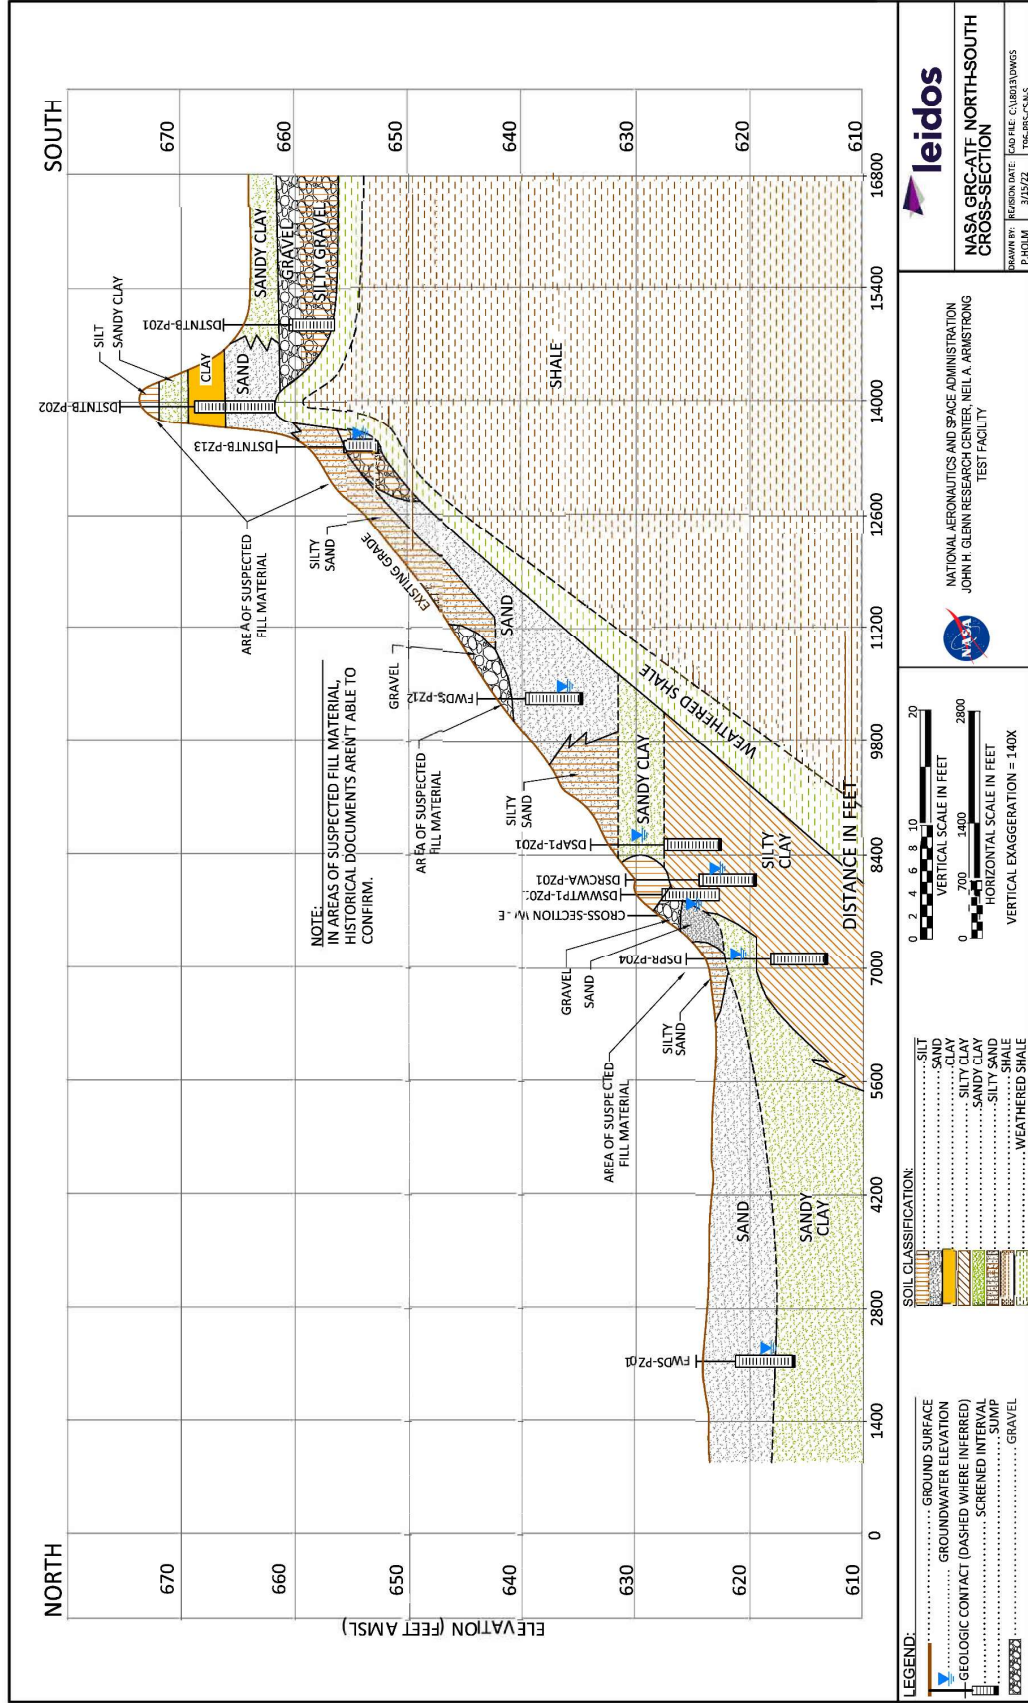 NORTH
SOUTH
ELEVATION (FEET AMSL)
670
660
650
640
630
620
610
670
660
650
640
630
620
610
0
1400
2800
4200
5600
7000
8400
9800
11200
12600
14000
15400
16800
DISTANCE IN FEET
NOTE:
IN AREAS OF SUSPECTED FILL MATERIAL,
HISTORICAL DOCUMENTS AREN'T ABLE TO
CONFIRM.
FWDS-PZ01
SAND
SANDY
CLAY
AREA OF SUSPECTED
FILL MATERIAL
SILTY
SAND
SAND
GRAVEL
DSPR-PZ04
CROSS-SECTION
DSWWTP1-PZ01
DSRCWA-PZ01
DSAP1-PZ01
SILTY
CLAY
SANDY CLAY
SILTY
SAND
AREA OF SUSPECTED
FILL MATERIAL
FWDS-PZ12
GRAVEL
SAND
WEATHERED SHALE
EXISTING GRADE
SILTY
SAND
AREA OF SUSPECTED
FILL MATERIAL
DSTNTB-PZ13
DSTNTB-PZ02
SILT
SANDY CLAY
CLAY
SAND
DSTNTB-PZ01
SANDY CLAY
GRAVEL
SILTY GRAVEL
SHALE
LEGEND:
GROUND SURFACE
GROUNDWATER ELEVATION
GEOLOGIC CONTACT (DASHED WHERE INFERRED)
SCREENED INTERVAL
SUMP
GRAVEL
SOIL CLASSIFICATION:
SILT
SAND
CLAY
SILTY CLAY
SANDY CLAY
SILTY SAND
SHALE
WEATHERED SHALE
0 2 4 6 8 10 20
VERTICAL SCALE IN FEET
0 700 1400 2800
HORIZONTAL SCALE IN FEET
VERTICAL EXAGGERATION = 140X
NASA
NATIONAL AERONAUTICS AND SPACE ADMINISTRATION
JOHN H. GLENN RESEARCH CENTER, NEIL A. ARMSTRONG
TEST FACILITY
leidos
NASA GRC-ATF NORTH-SOUTH
CROSS-SECTION
DRAWN BY: REVISION DATE: CAD FILE: C:\18013\DWGS
P.HOLM 3/15/22